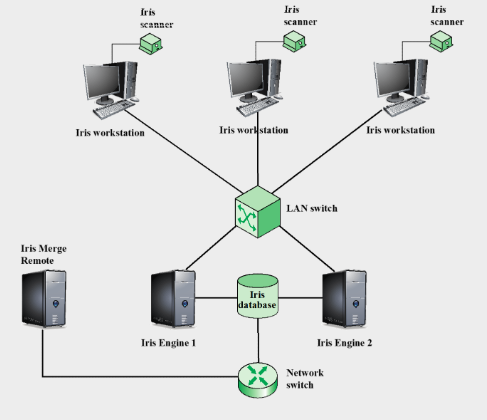 Iris
scanner
Iris
scanner
Iris
scanner
Iris workstation
Iris workstation
Iris workstation
LAN switch
Iris Merge
Remote
Iris
database
Iris Engine 1
Iris Engine 2
Network
switch